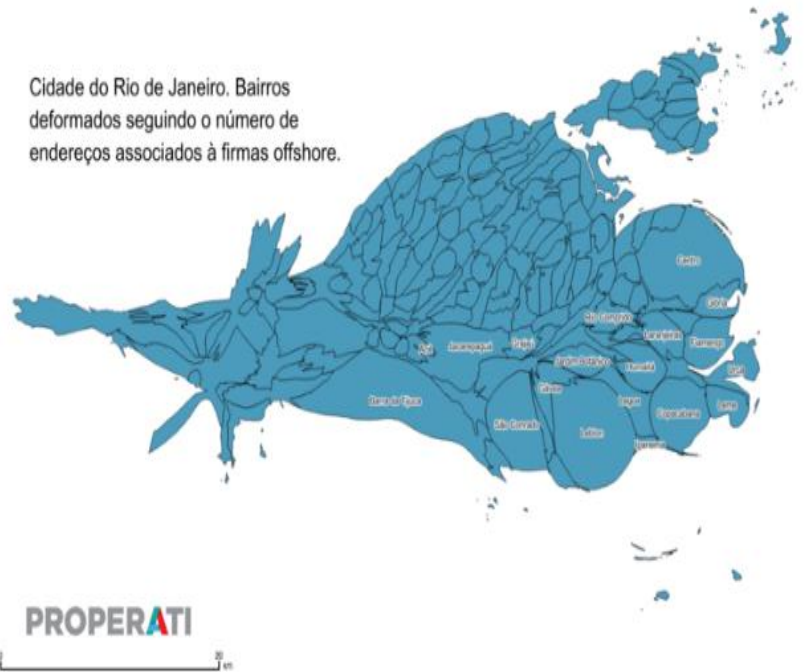 Cidade do Rio de Janeiro. Bairros
deformados seguindo o número de
endereços associados à firmas offshore.
Centro
Glória
Rio Comprido
Laranjeiras
Flamengo
Grajaú
Jacarepaguá
Jardim Botânico
Humaitá
Urca
Gávea
Barra da Tijuca
Lagoa
Leme
Copacabana
São Conrado
Leblon
Ipanema
PROPERATI
0
20
km